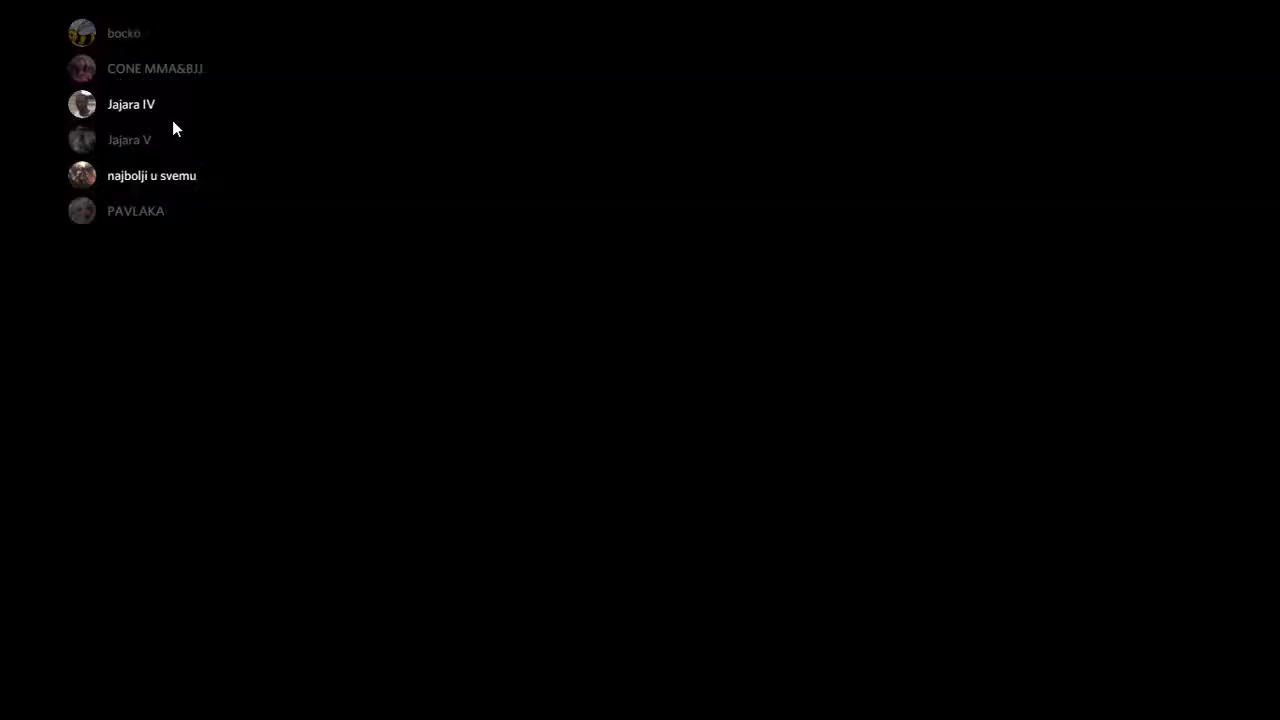 bocko
CONE MMA&BJJ
Jajara IV
Jajara V
najbolji u svemu
PAVLAKA